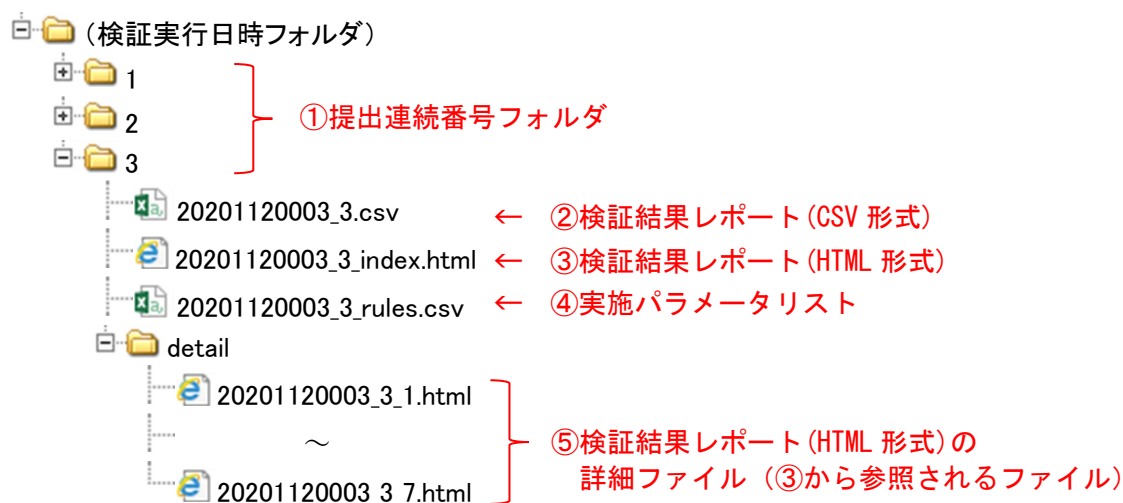 (検証実行日時フォルダ)
1
①提出連続番号フォルダ
2
3
20201120003_3.csv ← ②検証結果レポート(CSV 形式)
20201120003_3_index.html ← ③検証結果レポート(HTML 形式)
20201120003_3_rules.csv ← ④実施パラメータリスト
detail
20201120003_3_1.html
~ ⑤検証結果レポート(HTML 形式)の
詳細ファイル(③から参照されるファイル)
20201120003_3_7.html